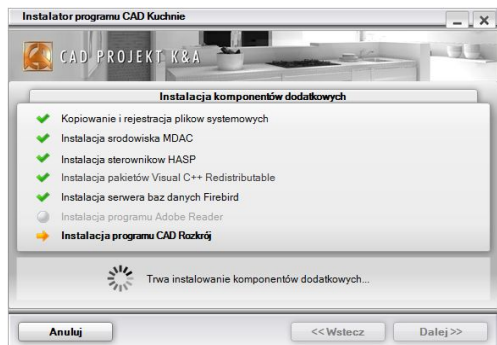 Instalator programu CAD Kuchnie
CAD PROJEKT K&A
Instalacja komponentów dodatkowych
Kopiowanie i rejestracja plikow systemowych
Instalacja srodowiska MDAC
Instalacja sterownikow HASP
Instalacja pakietów Visual C++ Redistributable
Instalacja serwera baz danych Firebird
Instalacja programu Adobe Reader
Instalacja programu CAD Rozkrój
Trwa instalowanie komponentów dodatkowych...
Anuluj
<< Wstecz
Dalej >>